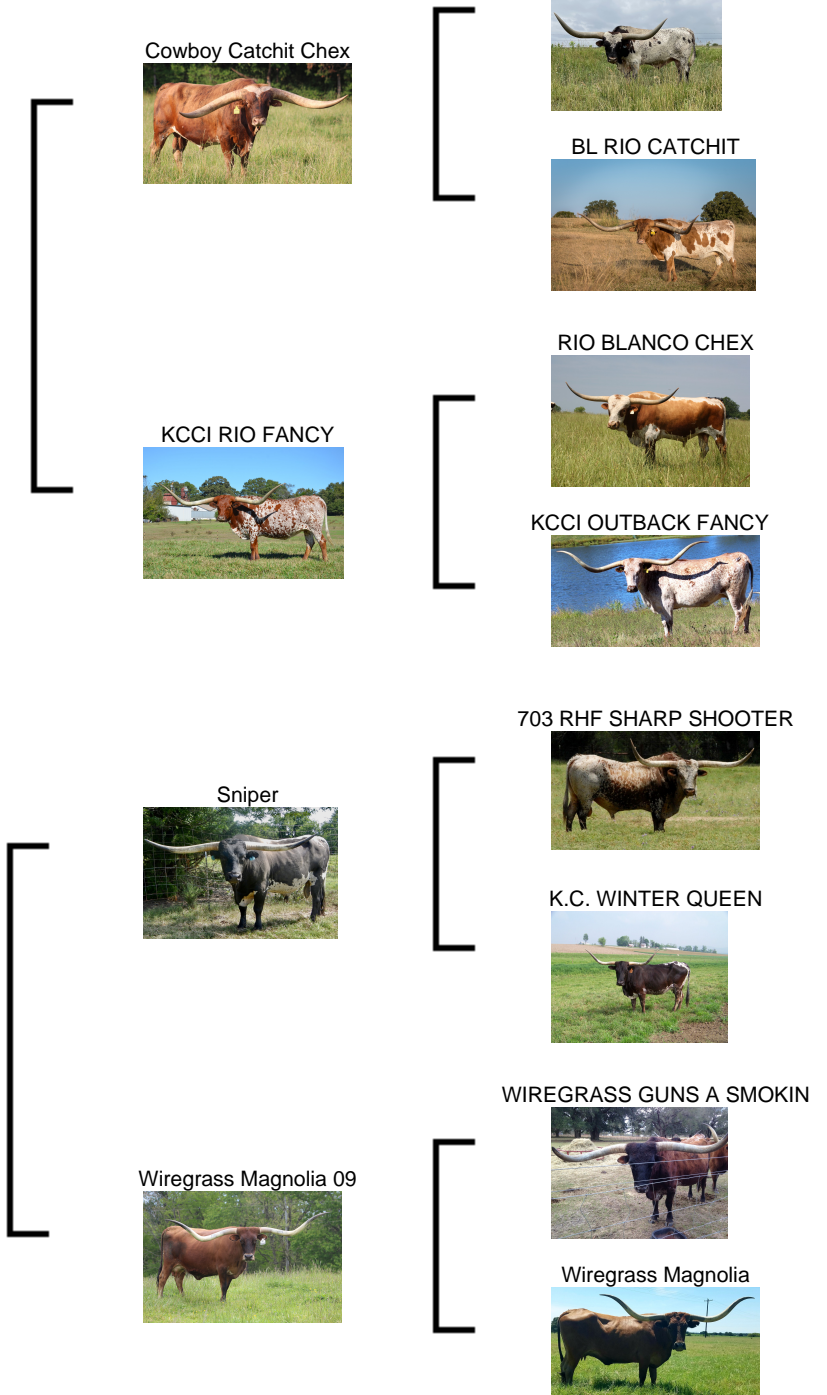 Cowboy Catchit Chex
BL RIO CATCHIT
RIO BLANCO CHEX
KCCI RIO FANCY
KCCI OUTBACK FANCY
703 RHF SHARP SHOOTER
Sniper
K.C. WINTER QUEEN
WIREGRASS GUNS A SMOKIN
Wiregrass Magnolia 09
Wiregrass Magnolia